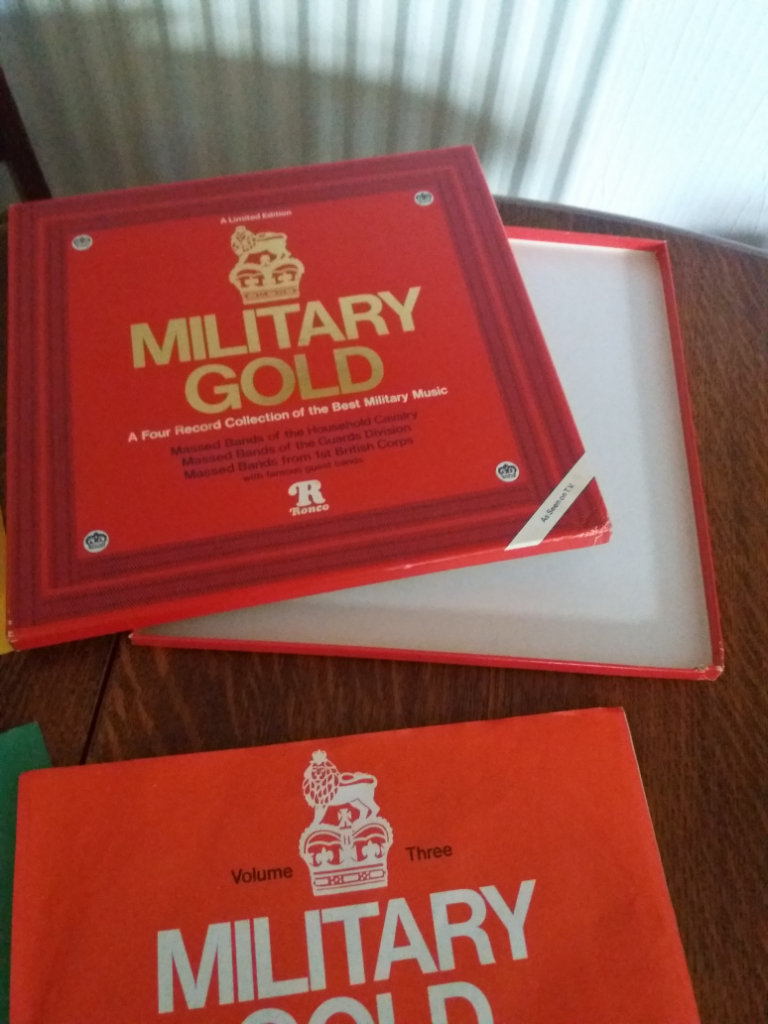 A Limited Edition
MILITARY
GOLD
A Four Record Collection of the Best Military Music
Massed Bands of the Household Cavalry
Massed Bands of the Guards Division
Massed Bands from 1st British Corps
with famous guest bands
R
Ronco
As Seen on T.V.
Volume Three
MILITARY
GOLD